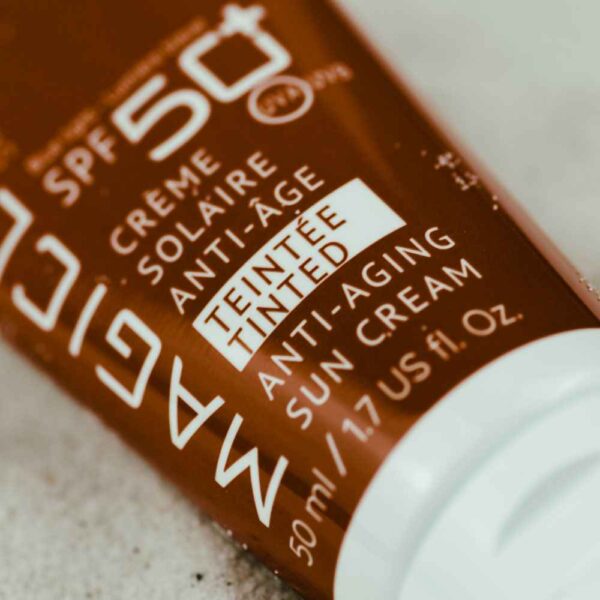 SPF 50+
UVA UVB
CRÈME
SOLAIRE
ANTI-ÂGE
TEINTÉE
TINTED
ANTI-AGING
SUN CREAM
50 ml / 1.7 US fl. Oz.